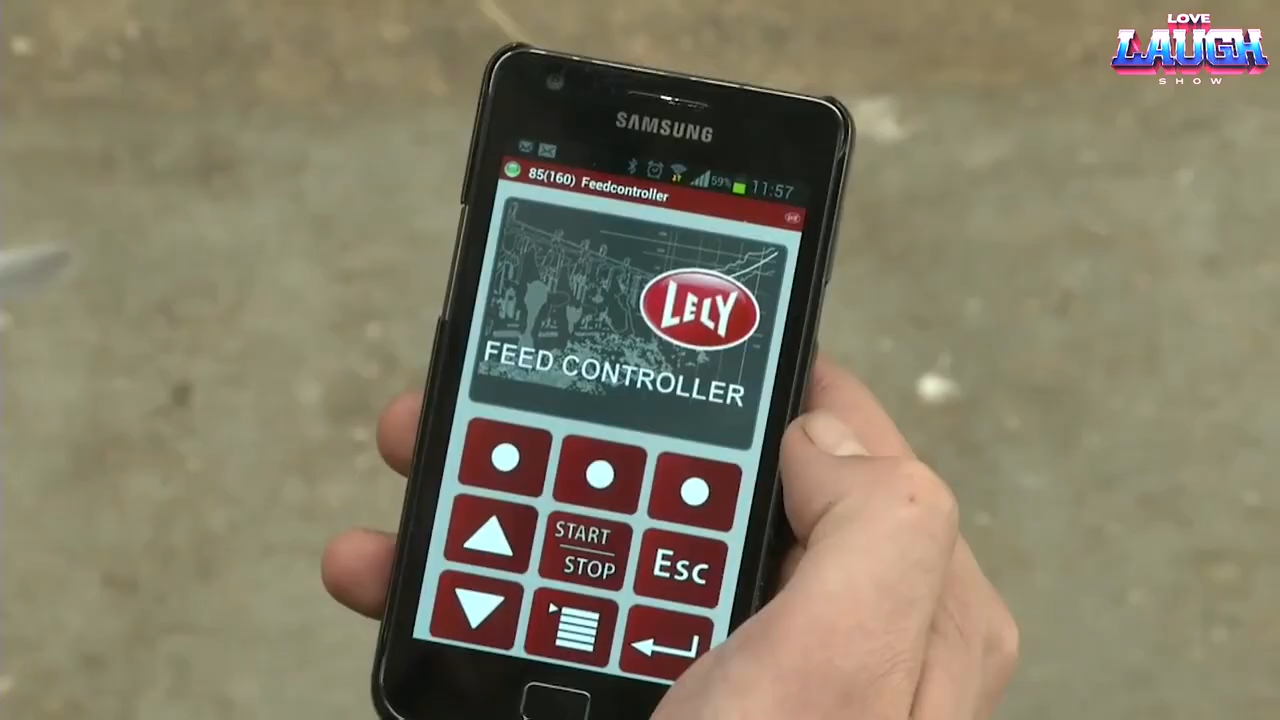 LOVE
LAUGH
SHOW
SAMSUNG
59% 11:57
85(160) Feedcontroller
LELY
FEED CONTROLLER
START
STOP
Esc